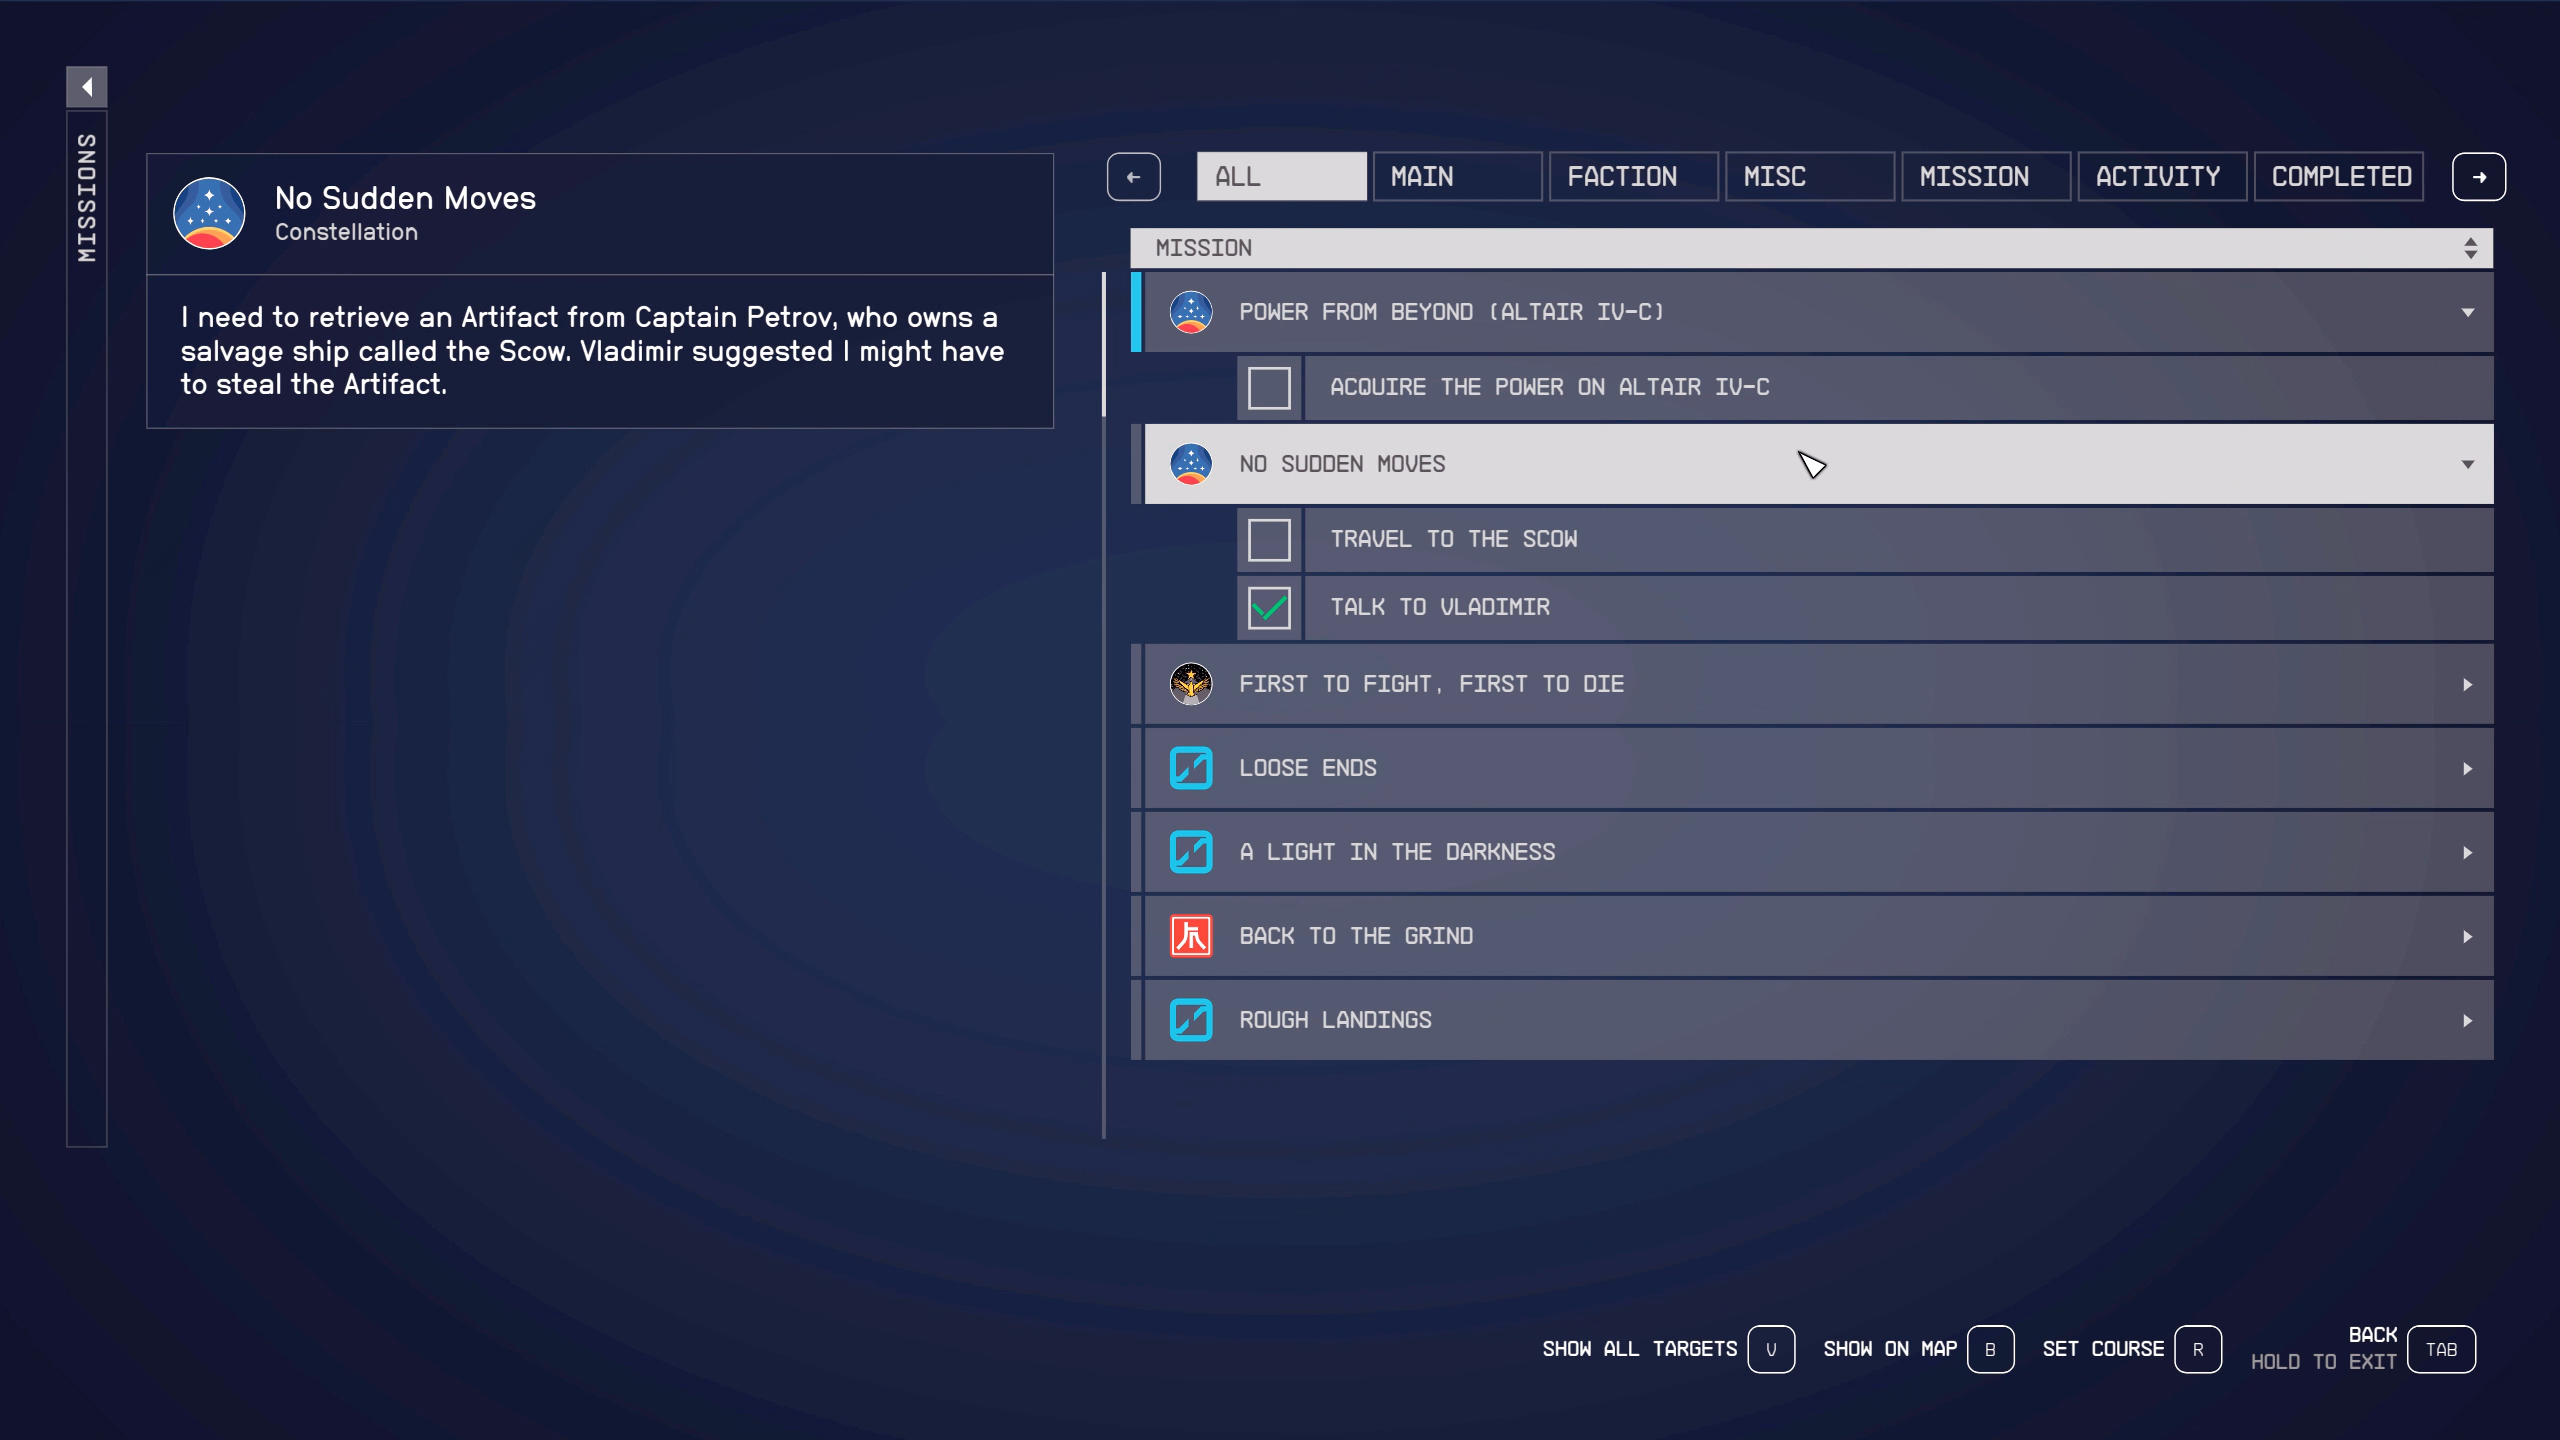 MISSIONS
No Sudden Moves
Constellation
I need to retrieve an Artifact from Captain Petrov, who owns a
salvage ship called the Scow. Vladimir suggested I might have
to steal the Artifact.
ALL MAIN FACTION MISC MISSION ACTIVITY COMPLETED
MISSION
POWER FROM BEYOND (ALTAIR IV-C)
ACQUIRE THE POWER ON ALTAIR IV-C
NO SUDDEN MOVES
TRAVEL TO THE SCOW
TALK TO VLADIMIR
FIRST TO FIGHT, FIRST TO DIE
LOOSE ENDS
A LIGHT IN THE DARKNESS
BACK TO THE GRIND
ROUGH LANDINGS
SHOW ALL TARGETS V SHOW ON MAP B SET COURSE R BACK TAB
HOLD TO EXIT